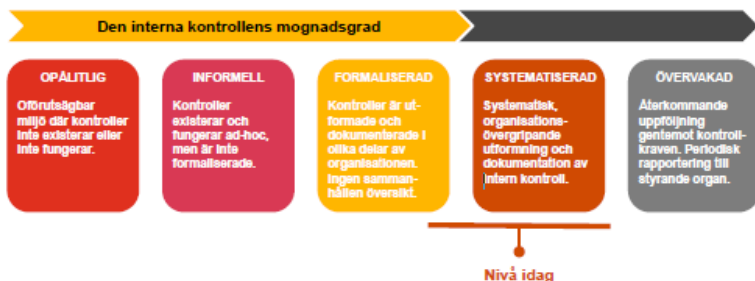 Den interna kontrollens mognadsgrad
OPÅLITLIG
Oförutsägbar
miljö där kontroller
inte existerar eller
inte fungerar.
INFORMELL
Kontroller
existerar och
fungerar ad-hoc,
men är inte
formaliserade.
FORMALISERAD
Kontroller är ut-
formade och
dokumenterade i
olika delar av
organisationen.
Ingen samman-
hållen översikt.
SYSTEMATISERAD
Systematisk,
organisations-
övergripande
utformning och
dokumentation av
intern kontroll.
ÖVERVAKAD
Återkommande
uppföljning
gentemot kontroll-
kraven. Periodisk
rapportering till
styrande organ.
Nivå idag